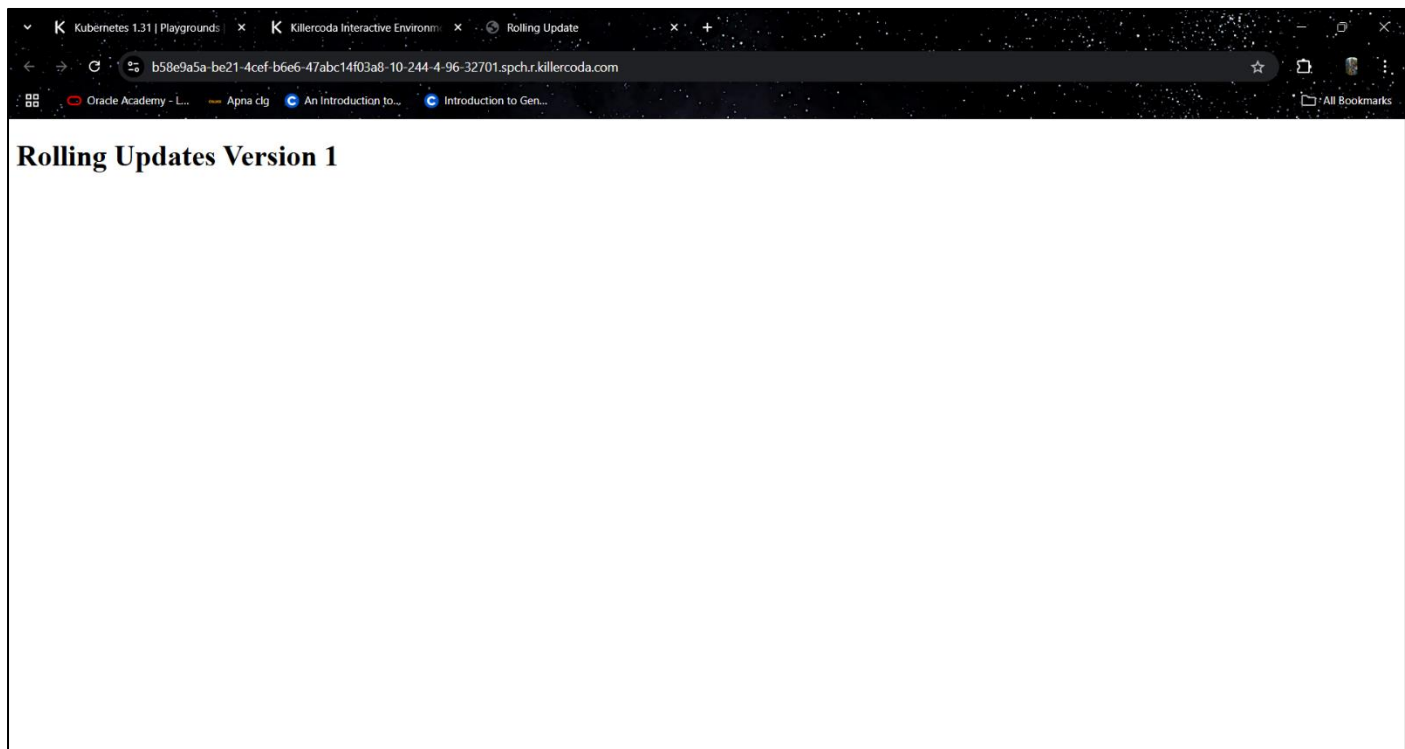 Kubernetes 1.31 | Playgrounds
Killercoda Interactive Environm
Rolling Update
b58e9a5a-be21-4cef-b6e6-47abc14f03a8-10-244-4-96-32701.spch.r.killercoda.com
Oracle Academy - L... Apna clg An Introduction to... Introduction to Gen... All Bookmarks
Rolling Updates Version 1